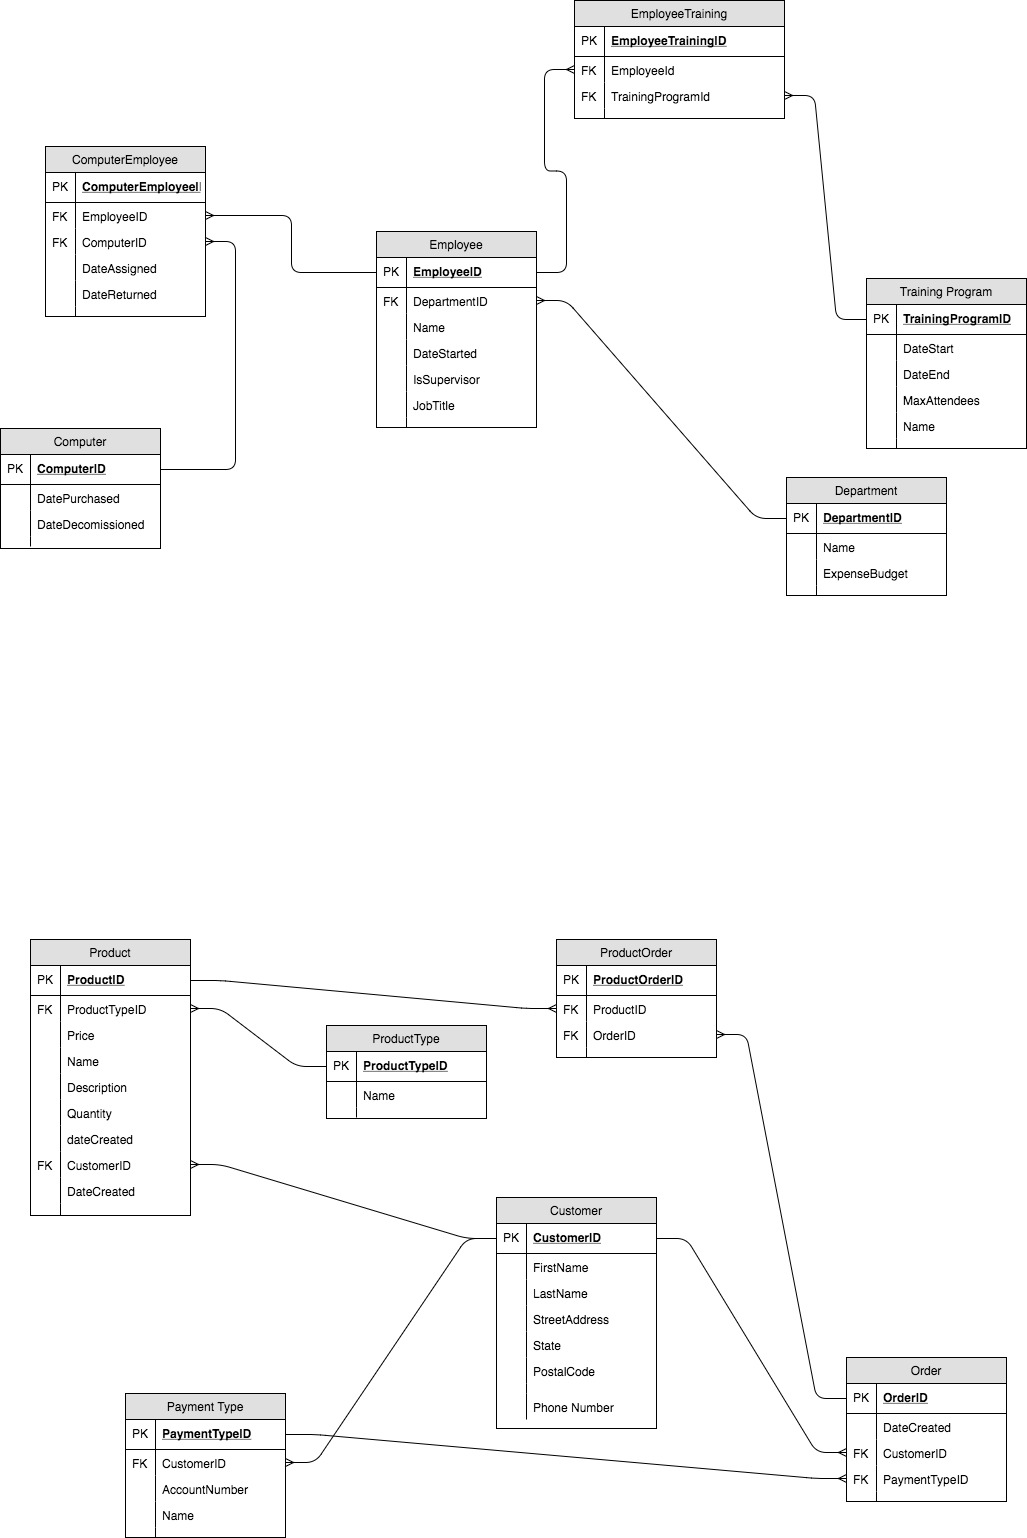 EmployeeTraining
PK EmployeeTrainingID
FK EmployeeId
FK TrainingProgramId
ComputerEmployee
PK
FK EmployeeID
FK ComputerID
DateAssigned
DateReturned
Employee
PK EmployeeID
FK DepartmentID
Name
DateStarted
IsSupervisor
JobTitle
Training Program
PK TrainingProgramID
DateStart
DateEnd
MaxAttendees
Name
Computer
PK ComputerID
DatePurchased
DateDecomissioned
Department
PK DepartmentID
Name
ExpenseBudget
Product
PK ProductID
FK ProductTypeID
Price
Name
Description
Quantity
dateCreated
FK CustomerID
DateCreated
ProductOrder
PK ProductOrderID
FK ProductID
FK OrderID
ProductType
PK ProductTypeID
Name
Customer
PK CustomerID
FirstName
LastName
StreetAddress
State
PostalCode
Phone Number
Order
PK OrderID
DateCreated
FK CustomerID
FK PaymentTypeID
Payment Type
PK PaymentTypeID
FK CustomerID
AccountNumber
Name